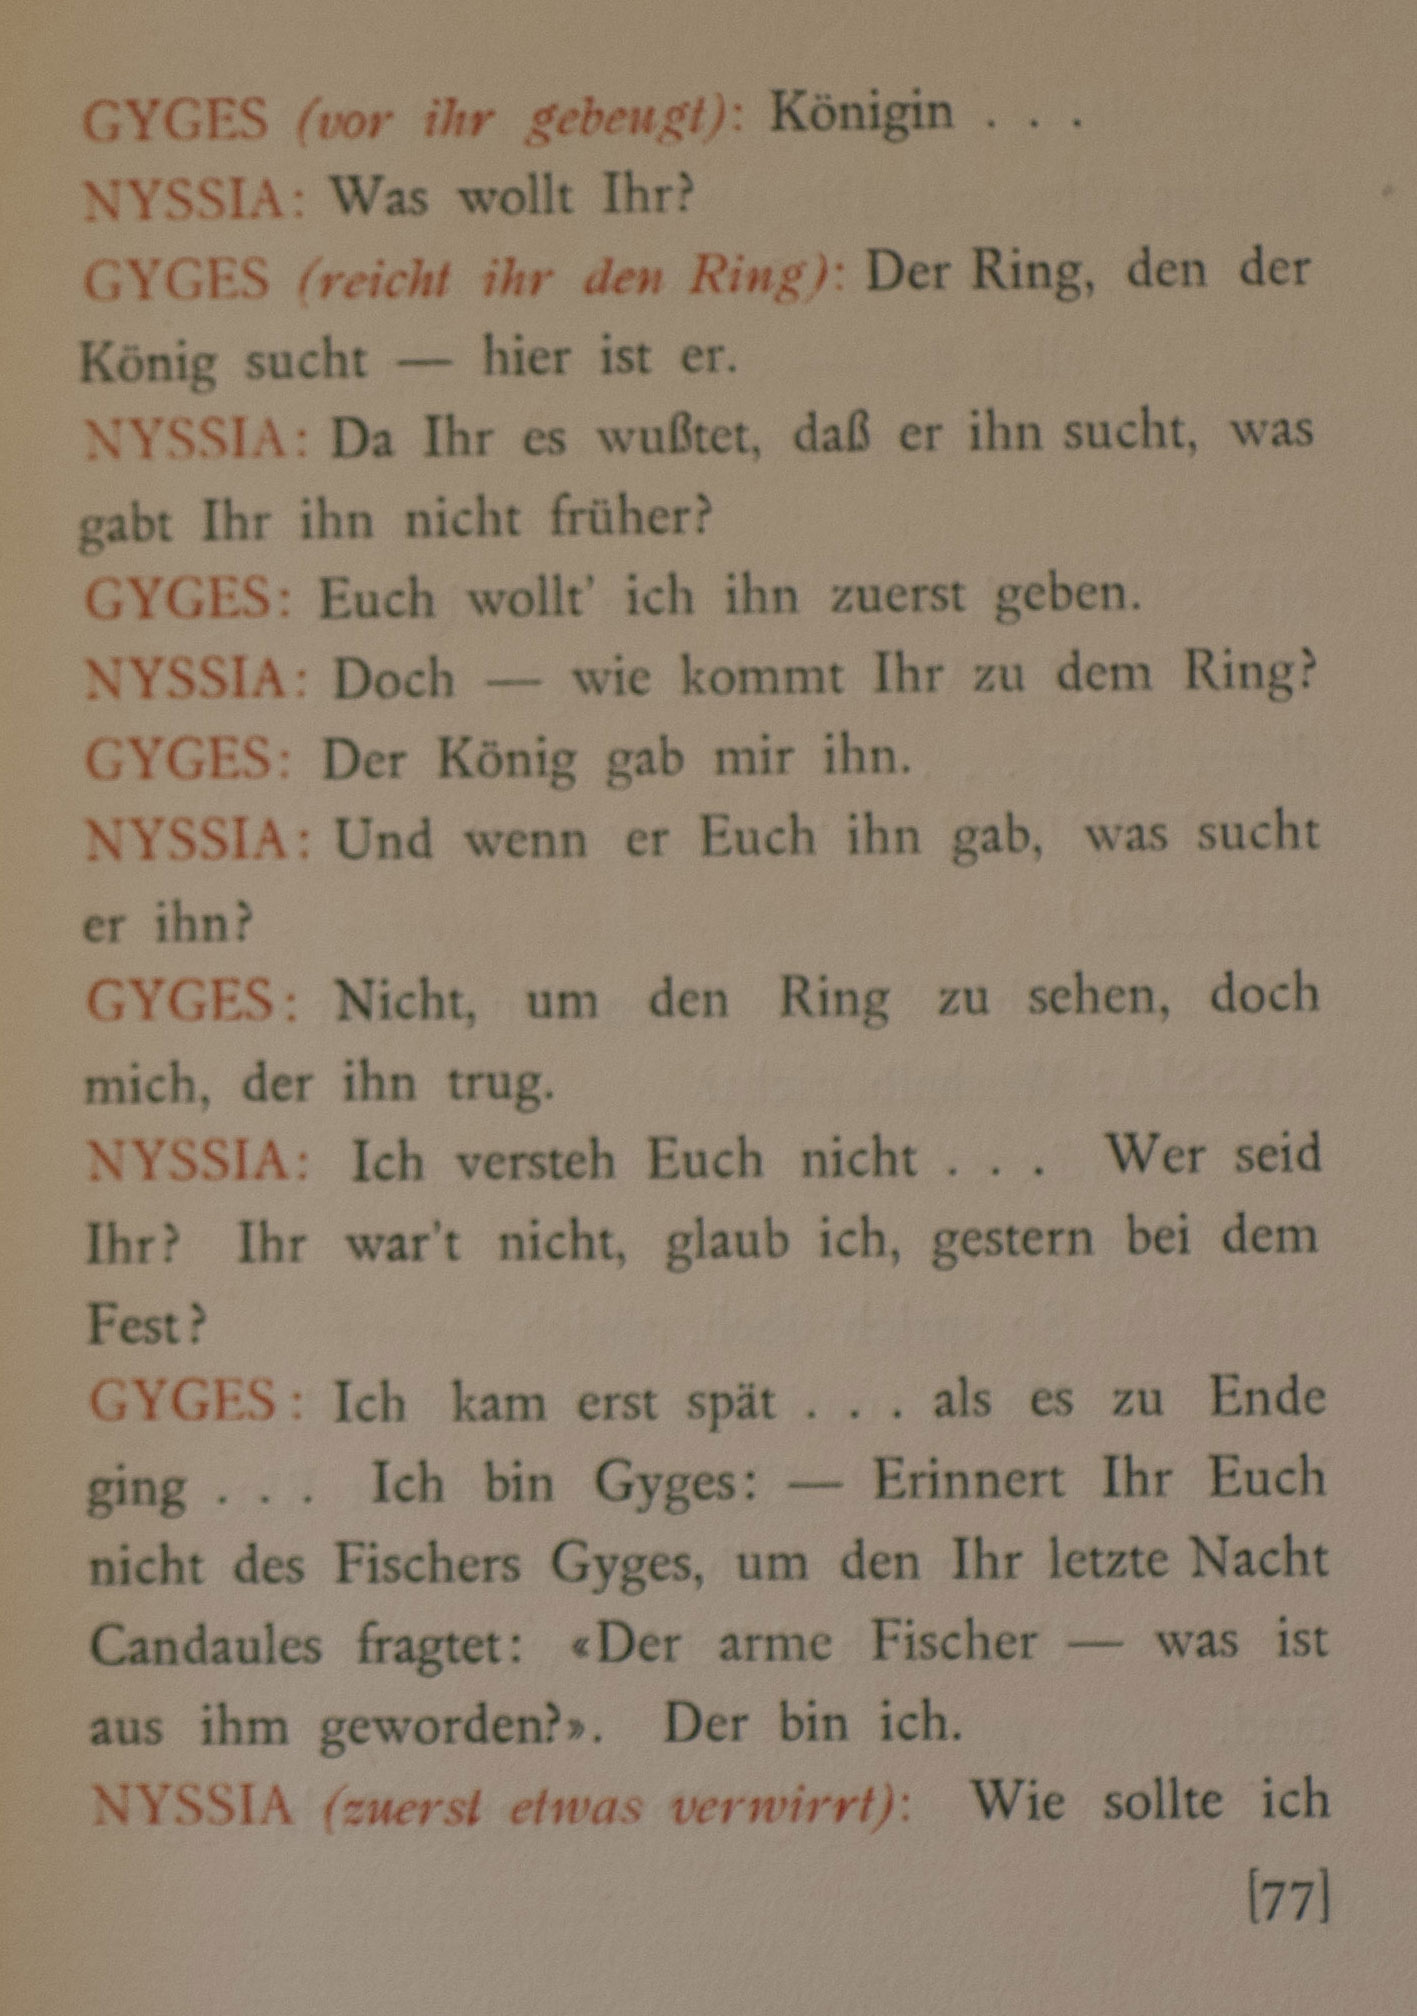 GYGES (vor ihr gebeugt): Königin . . .
NYSSIA: Was wollt Ihr?
GYGES (reicht ihr den Ring): Der Ring, den der
König sucht — hier ist er.
NYSSIA: Da Ihr es wußtet, daß er ihn sucht, was
gabt Ihr ihn nicht früher?
GYGES: Euch wollt' ich ihn zuerst geben.
NYSSIA: Doch — wie kommt Ihr zu dem Ring?
GYGES: Der König gab mir ihn.
NYSSIA: Und wenn er Euch ihn gab, was sucht
er ihn?
GYGES: Nicht, um den Ring zu sehen, doch
mich, der ihn trug.
NYSSIA: Ich versteh Euch nicht . . . Wer seid
Ihr? Ihr war't nicht, glaub ich, gestern bei dem
Fest?
GYGES: Ich kam erst spät . . . als es zu Ende
ging . . . Ich bin Gyges: — Erinnert Ihr Euch
nicht des Fischers Gyges, um den Ihr letzte Nacht
Candaules fragtet: «Der arme Fischer — was ist
aus ihm geworden?». Der bin ich.
NYSSIA (zuerst etwas verwirrt): Wie sollte ich
[77]